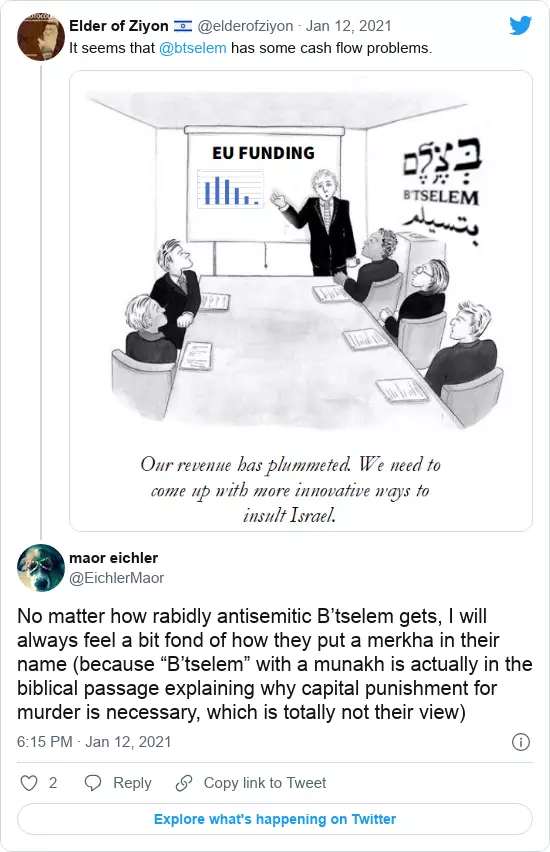 Elder of Ziyon 🇮🇱 @elderofziyon · Jan 12, 2021
It seems that @btselem has some cash flow problems.
EU FUNDING
בְּצֶ֥לֶם
B'TSELEM
بتسيلم
Our revenue has plummeted. We need to
come up with more innovative ways to
insult Israel.
maor eichler
@EichlerMaor
No matter how rabidly antisemitic B’tselem gets, I will
always feel a bit fond of how they put a merkha in their
name (because “B’tselem” with a munakh is actually in the
biblical passage explaining why capital punishment for
murder is necessary, which is totally not their view)
6:15 PM · Jan 12, 2021
2 Reply Copy link to Tweet
Explore what's happening on Twitter